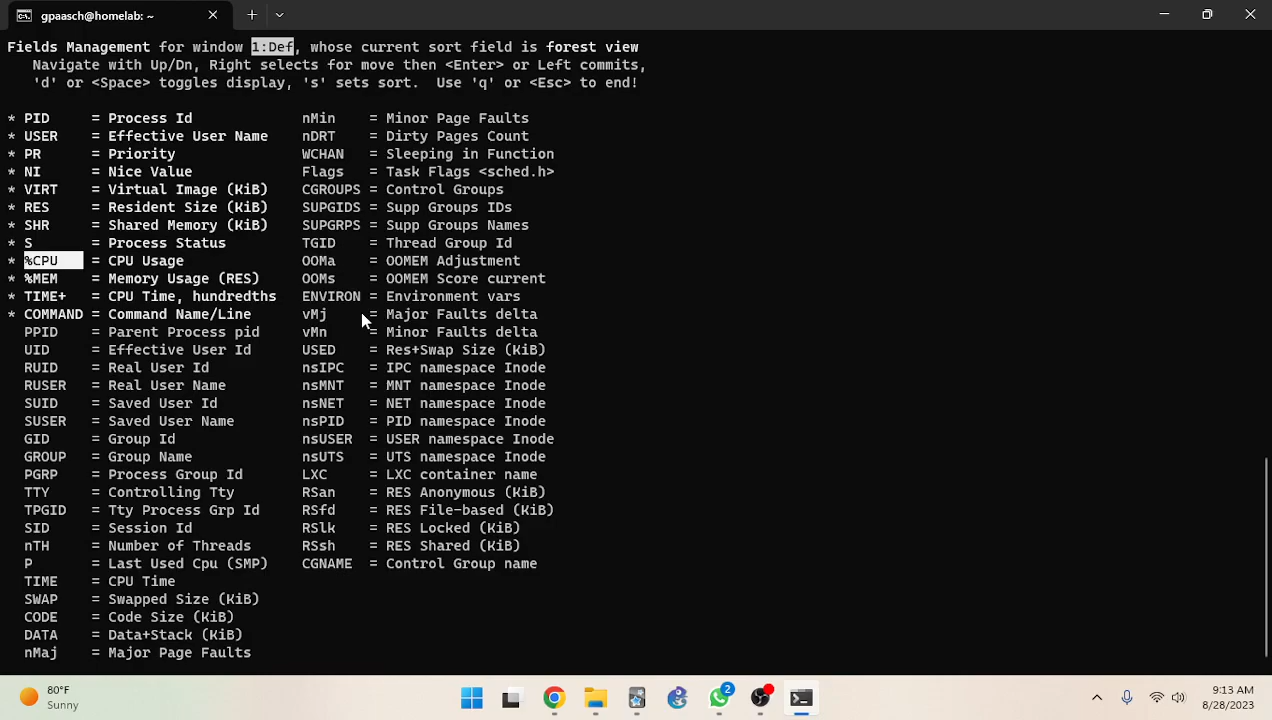 gpaasch@homelab: ~
Fields Management for window 1:Def, whose current sort field is forest view
Navigate with Up/Dn, Right selects for move then <Enter> or Left commits,
'd' or <Space> toggles display, 's' sets sort.  Use 'q' or <Esc> to end!
* PID     = Process Id             nMin    = Minor Page Faults
* USER    = Effective User Name    nDRT    = Dirty Pages Count
* PR      = Priority               WCHAN   = Sleeping in Function
* NI      = Nice Value             Flags   = Task Flags <sched.h>
* VIRT    = Virtual Image (KiB)    CGROUPS = Control Groups
* RES     = Resident Size (KiB)    SUPGIDS = Supp Groups IDs
* SHR     = Shared Memory (KiB)    SUPGRPS = Supp Groups Names
* S       = Process Status         TGID    = Thread Group Id
* %CPU    = CPU Usage              OOMa    = OOMEM Adjustment
* %MEM    = Memory Usage (RES)     OOMs    = OOMEM Score current
* TIME+   = CPU Time, hundredths   ENVIRON = Environment vars
* COMMAND = Command Name/Line      vMj     = Major Faults delta
PPID    = Parent Process pid     vMn     = Minor Faults delta
UID     = Effective User Id      USED    = Res+Swap Size (KiB)
RUID    = Real User Id           nsIPC   = IPC namespace Inode
RUSER   = Real User Name         nsMNT   = MNT namespace Inode
SUID    = Saved User Id          nsNET   = NET namespace Inode
SUSER   = Saved User Name        nsPID   = PID namespace Inode
GID     = Group Id               nsUSER  = USER namespace Inode
GROUP   = Group Name             nsUTS   = UTS namespace Inode
PGRP    = Process Group Id       LXC     = LXC container name
TTY     = Controlling Tty        RSan    = RES Anonymous (KiB)
TPGID   = Tty Process Grp Id     RSfd    = RES File-based (KiB)
SID     = Session Id             RSlk    = RES Locked (KiB)
nTH     = Number of Threads      RSsh    = RES Shared (KiB)
P       = Last Used Cpu (SMP)    CGNAME  = Control Group name
TIME    = CPU Time
SWAP    = Swapped Size (KiB)
CODE    = Code Size (KiB)
DATA    = Data+Stack (KiB)
nMaj    = Major Page Faults
80°F
Sunny
2
9:13 AM
8/28/2023